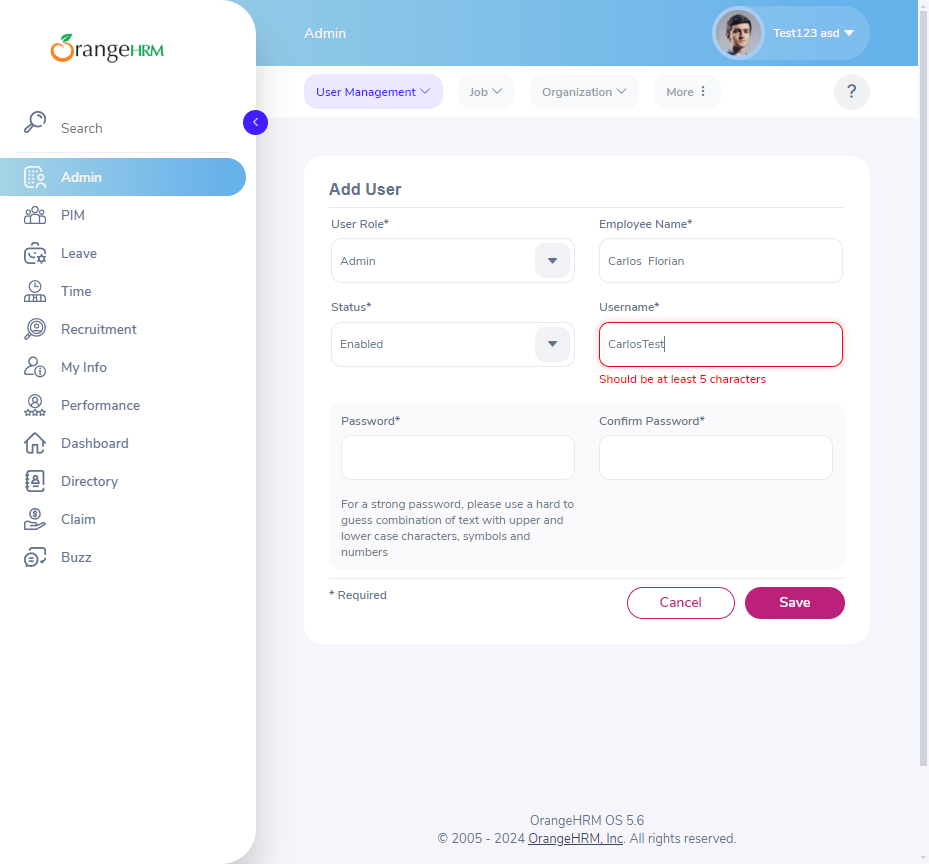 OrangeHRM
Search
Admin
PIM
Leave
Time
Recruitment
My Info
Performance
Dashboard
Directory
Claim
Buzz
Admin
Test123 asd
User Management
Job
Organization
More
?
Add User
User Role*
Employee Name*
Admin
Carlos  Florian
Status*
Username*
Enabled
CarlosTest
Should be at least 5 characters
Password*
Confirm Password*
For a strong password, please use a hard to
guess combination of text with upper and
lower case characters, symbols and
numbers
* Required
Cancel
Save
OrangeHRM OS 5.6
© 2005 - 2024 OrangeHRM, Inc. All rights reserved.